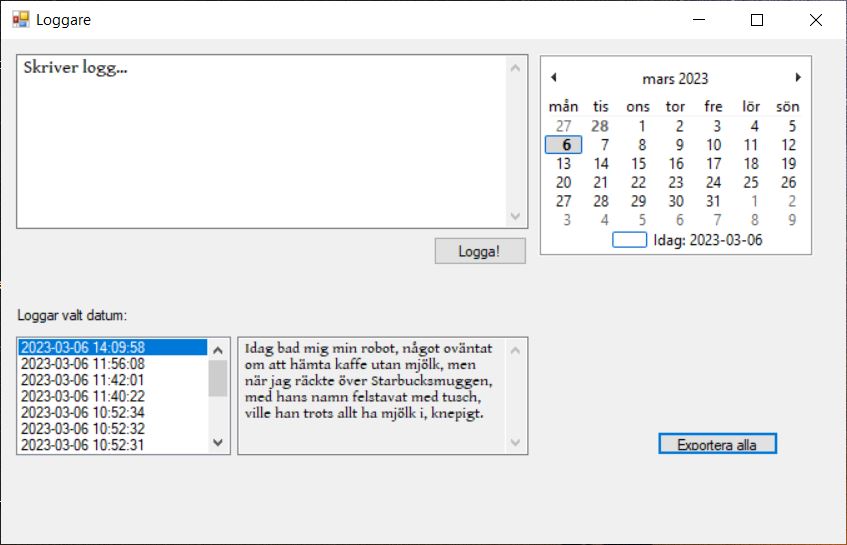 Loggare
Skriver logg...
mars 2023
mån tis ons tor fre lör sön
27 28 1 2 3 4 5
6 7 8 9 10 11 12
13 14 15 16 17 18 19
20 21 22 23 24 25 26
27 28 29 30 31 1 2
3 4 5 6 7 8 9
Idag: 2023-03-06
Logga!
Loggar valt datum:
2023-03-06 14:09:58
2023-03-06 11:56:08
2023-03-06 11:42:01
2023-03-06 11:40:22
2023-03-06 10:52:34
2023-03-06 10:52:32
2023-03-06 10:52:31
Idag bad mig min robot, något oväntat
om att hämta kaffe utan mjölk, men
när jag räckte över Starbucksmuggen,
med hans namn felstavat med tusch,
ville han trots allt ha mjölk i, knepigt.
Exportera alla